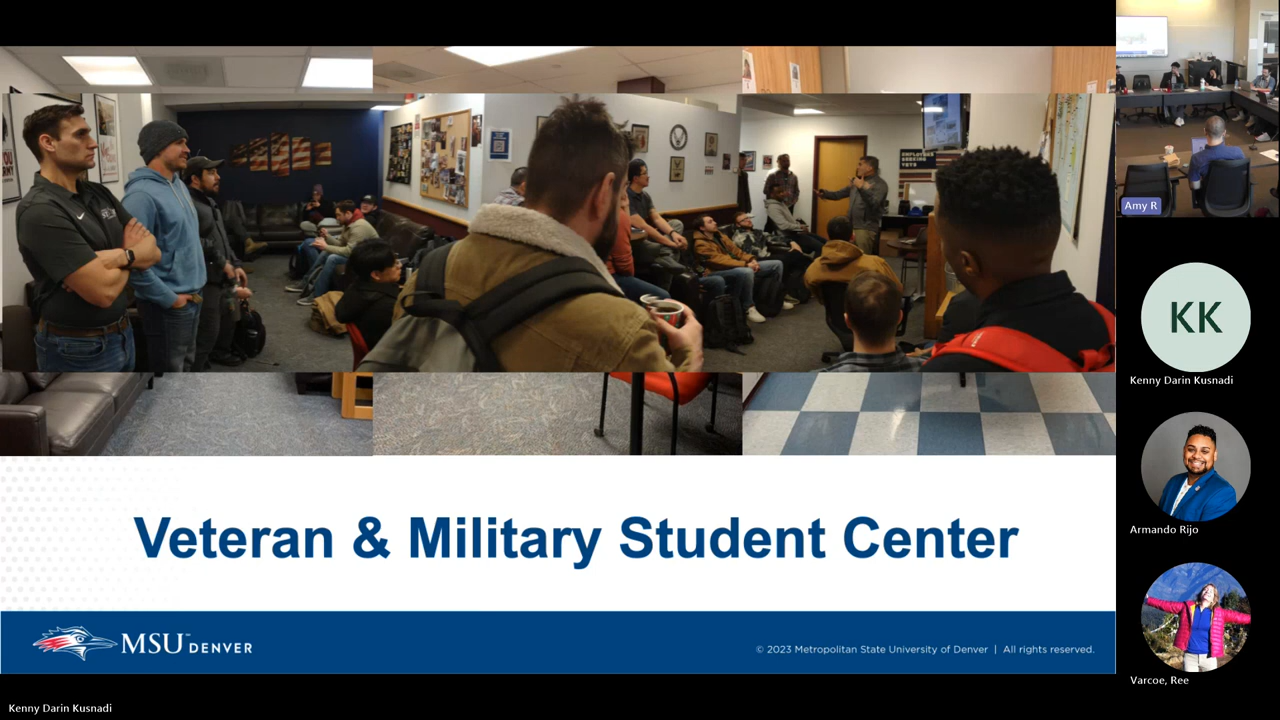 Veteran & Military Student Center
MSU DENVER
© 2023 Metropolitan State University of Denver | All rights reserved.
Amy R
KK
Kenny Darin Kusnadi
Armando Rijo
Varcoe, Ree
Kenny Darin Kusnadi